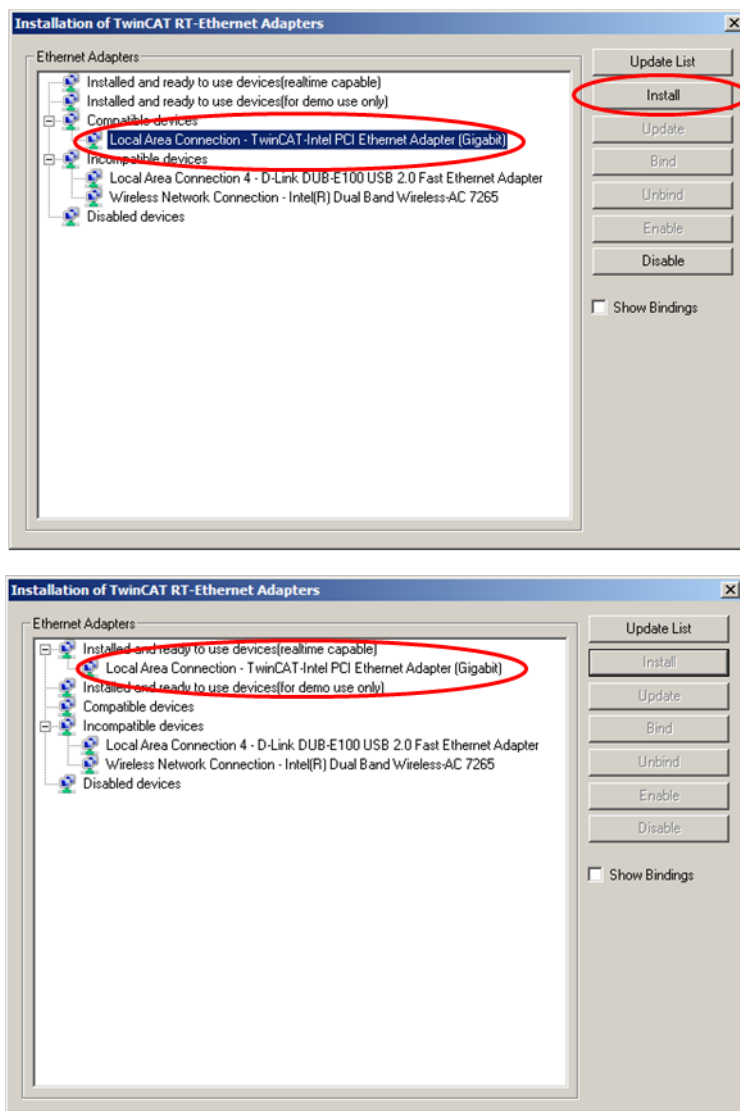 Installation of TwinCAT RT-Ethernet Adapters
Ethernet Adapters
Installed and ready to use devices(realtime capable)
Installed and ready to use devices(for demo use only)
Compatible devices
Local Area Connection - TwinCAT-Intel PCI Ethernet Adapter (Gigabit)
Incompatible devices
Local Area Connection 4 - D-Link DUB-E100 USB 2.0 Fast Ethernet Adapter
Wireless Network Connection - Intel(R) Dual Band Wireless-AC 7265
Disabled devices
Update List
Install
Update
Bind
Unbind
Enable
Disable
Show Bindings
Installation of TwinCAT RT-Ethernet Adapters
Ethernet Adapters
Installed and ready to use devices(realtime capable)
Local Area Connection - TwinCAT-Intel PCI Ethernet Adapter (Gigabit)
Installed and ready to use devices(for demo use only)
Compatible devices
Incompatible devices
Local Area Connection 4 - D-Link DUB-E100 USB 2.0 Fast Ethernet Adapter
Wireless Network Connection - Intel(R) Dual Band Wireless-AC 7265
Disabled devices
Update List
Install
Update
Bind
Unbind
Enable
Disable
Show Bindings